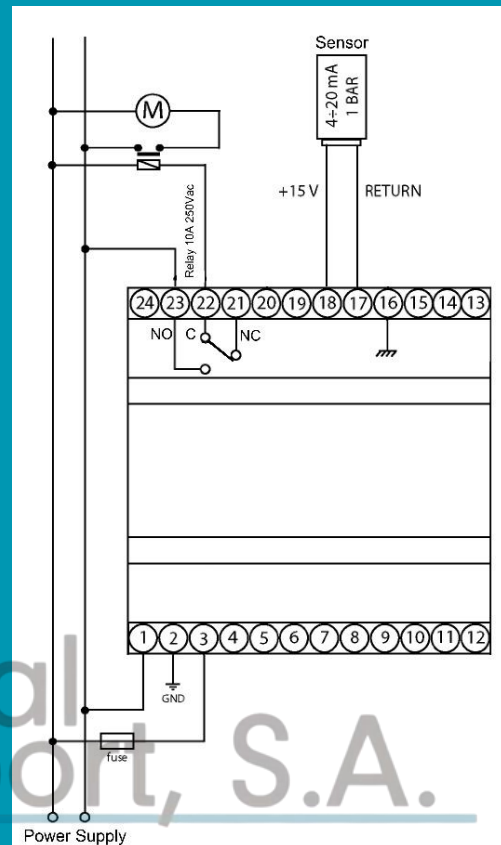 Sensor
M
4÷20 mA
1 BAR
+15 V
RETURN
Relay 10A 250Vac
24 23 22 21 20 19 18 17 16 15 14 13
NO C NC
1 2 3 4 5 6 7 8 9 10 11 12
GND
fuse
S.A.
Power Supply